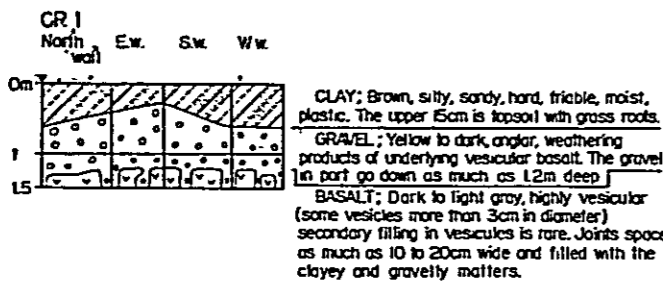 CR 1
North wall E.w. S.w. W.w.
0m
1
1.5
CLAY; Brown, silty, sandy, hard, friable, moist,
plastic. The upper 15cm is topsoil with grass roots.
GRAVEL; Yellow to dark, anglar, weathering
products of underlyng vesicular basalt. The gravel
in part go down as much as 1.2m deep
BASALT; Dark to light gray, highly vesicular
(some vesicles more than 3cm in diameter)
secondary filling in vesicules is rare. Joints space
as much as 10 to 20cm wide and filled with the
clayey and gravelly matters.